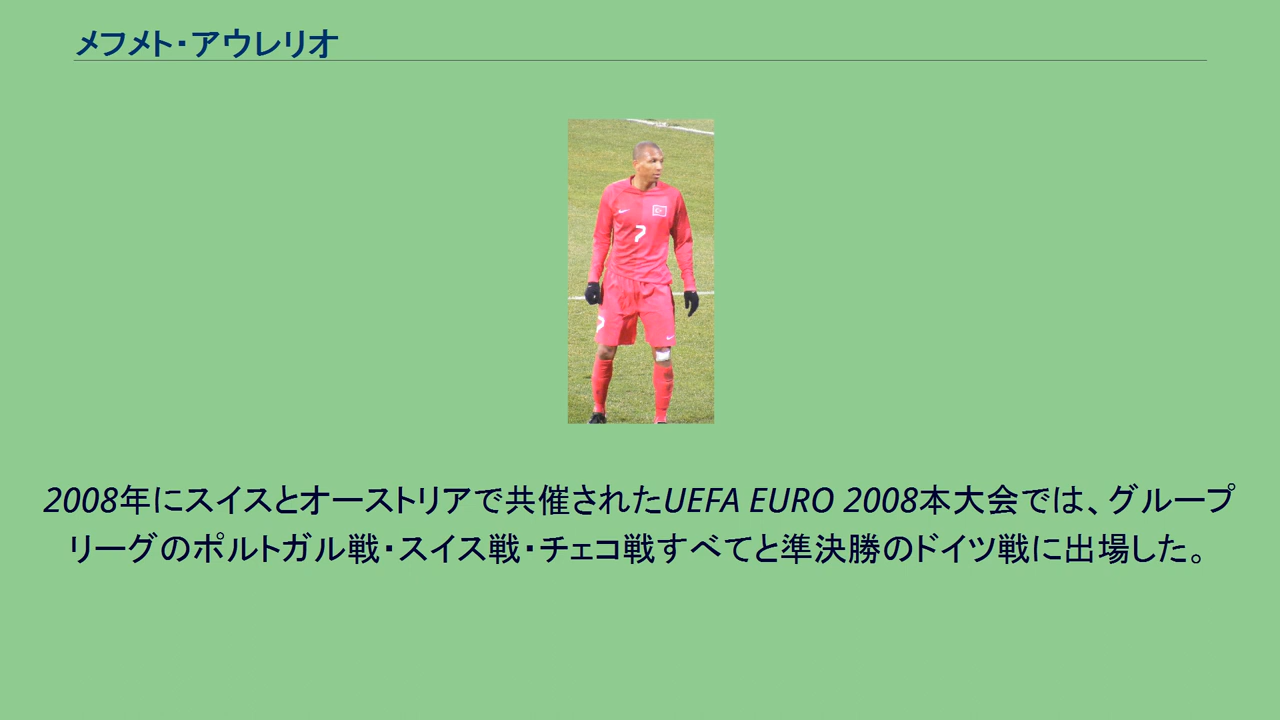 メフメト・アウレリオ
7
2008年にスイスとオーストリアで共催されたUEFA EURO 2008本大会では、グループ
リーグのポルトガル戦・スイス戦・チェコ戦すべてと準決勝のドイツ戦に出場した。